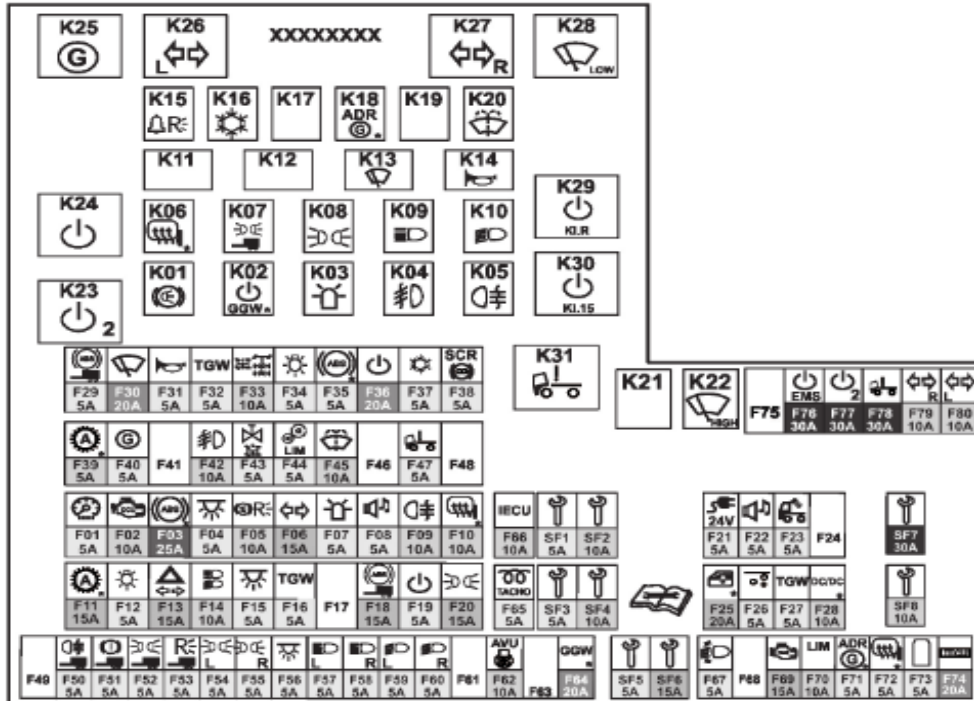 K25 K26 XXXXXXXX K27 K28
G L R LOW
K15 K16 K17 K18 K19 K20
R ADR G *
K11 K12 K13 K14
K24 K29
KI.R
K06 K07 K08 K09 K10
*
K01 K02 K03 K04 K05 K30
GGW* KI.15
K23
2
ABS TGW ABS SCR
F29 F30 F31 F32 F33 F34 F35 F36 F37 F38
5A 20A 5A 5A 10A 5A 5A 20A 5A 5A
K31
K21 K22
HIGH
EMS 2 R L
F75 F76 F77 F78 F79 F80
30A 30A 30A 10A 10A
A * G LIM
F39 F40 F41 F42 F43 F44 F45 F46 F47 F48
5A 5A 10A 5A 5A 10A 5A
ABS R IECU 24V
F01 F02 F03 F04 F05 F06 F07 F08 F09 F10 F66 SF1 SF2 F21 F22 F23 F24 SF7
5A 10A 25A 5A 10A 15A 5A 5A 10A 10A 10A 5A 10A 5A 5A 5A 30A
A * TGW TACHO * TGW DC/DC *
F11 F12 F13 F14 F15 F16 F17 F18 F19 F20 F65 SF3 SF4 F25 F26 F27 F28 SF8
15A 5A 15A 10A 5A 5A 15A 5A 15A 5A 5A 10A 20A 5A 5A 10A 10A
R L R L R L R AVU GGW * LIM ADR G *
F49 F50 F51 F52 F53 F54 F55 F56 F57 F58 F59 F60 F61 F62 F63 F64 SF5 SF6 F67 F68 F69 F70 F71 F72 F73 F74
5A 5A 5A 5A 5A 5A 5A 5A 5A 5A 5A 10A 20A 5A 15A 5A 15A 10A 5A 5A 5A 20A